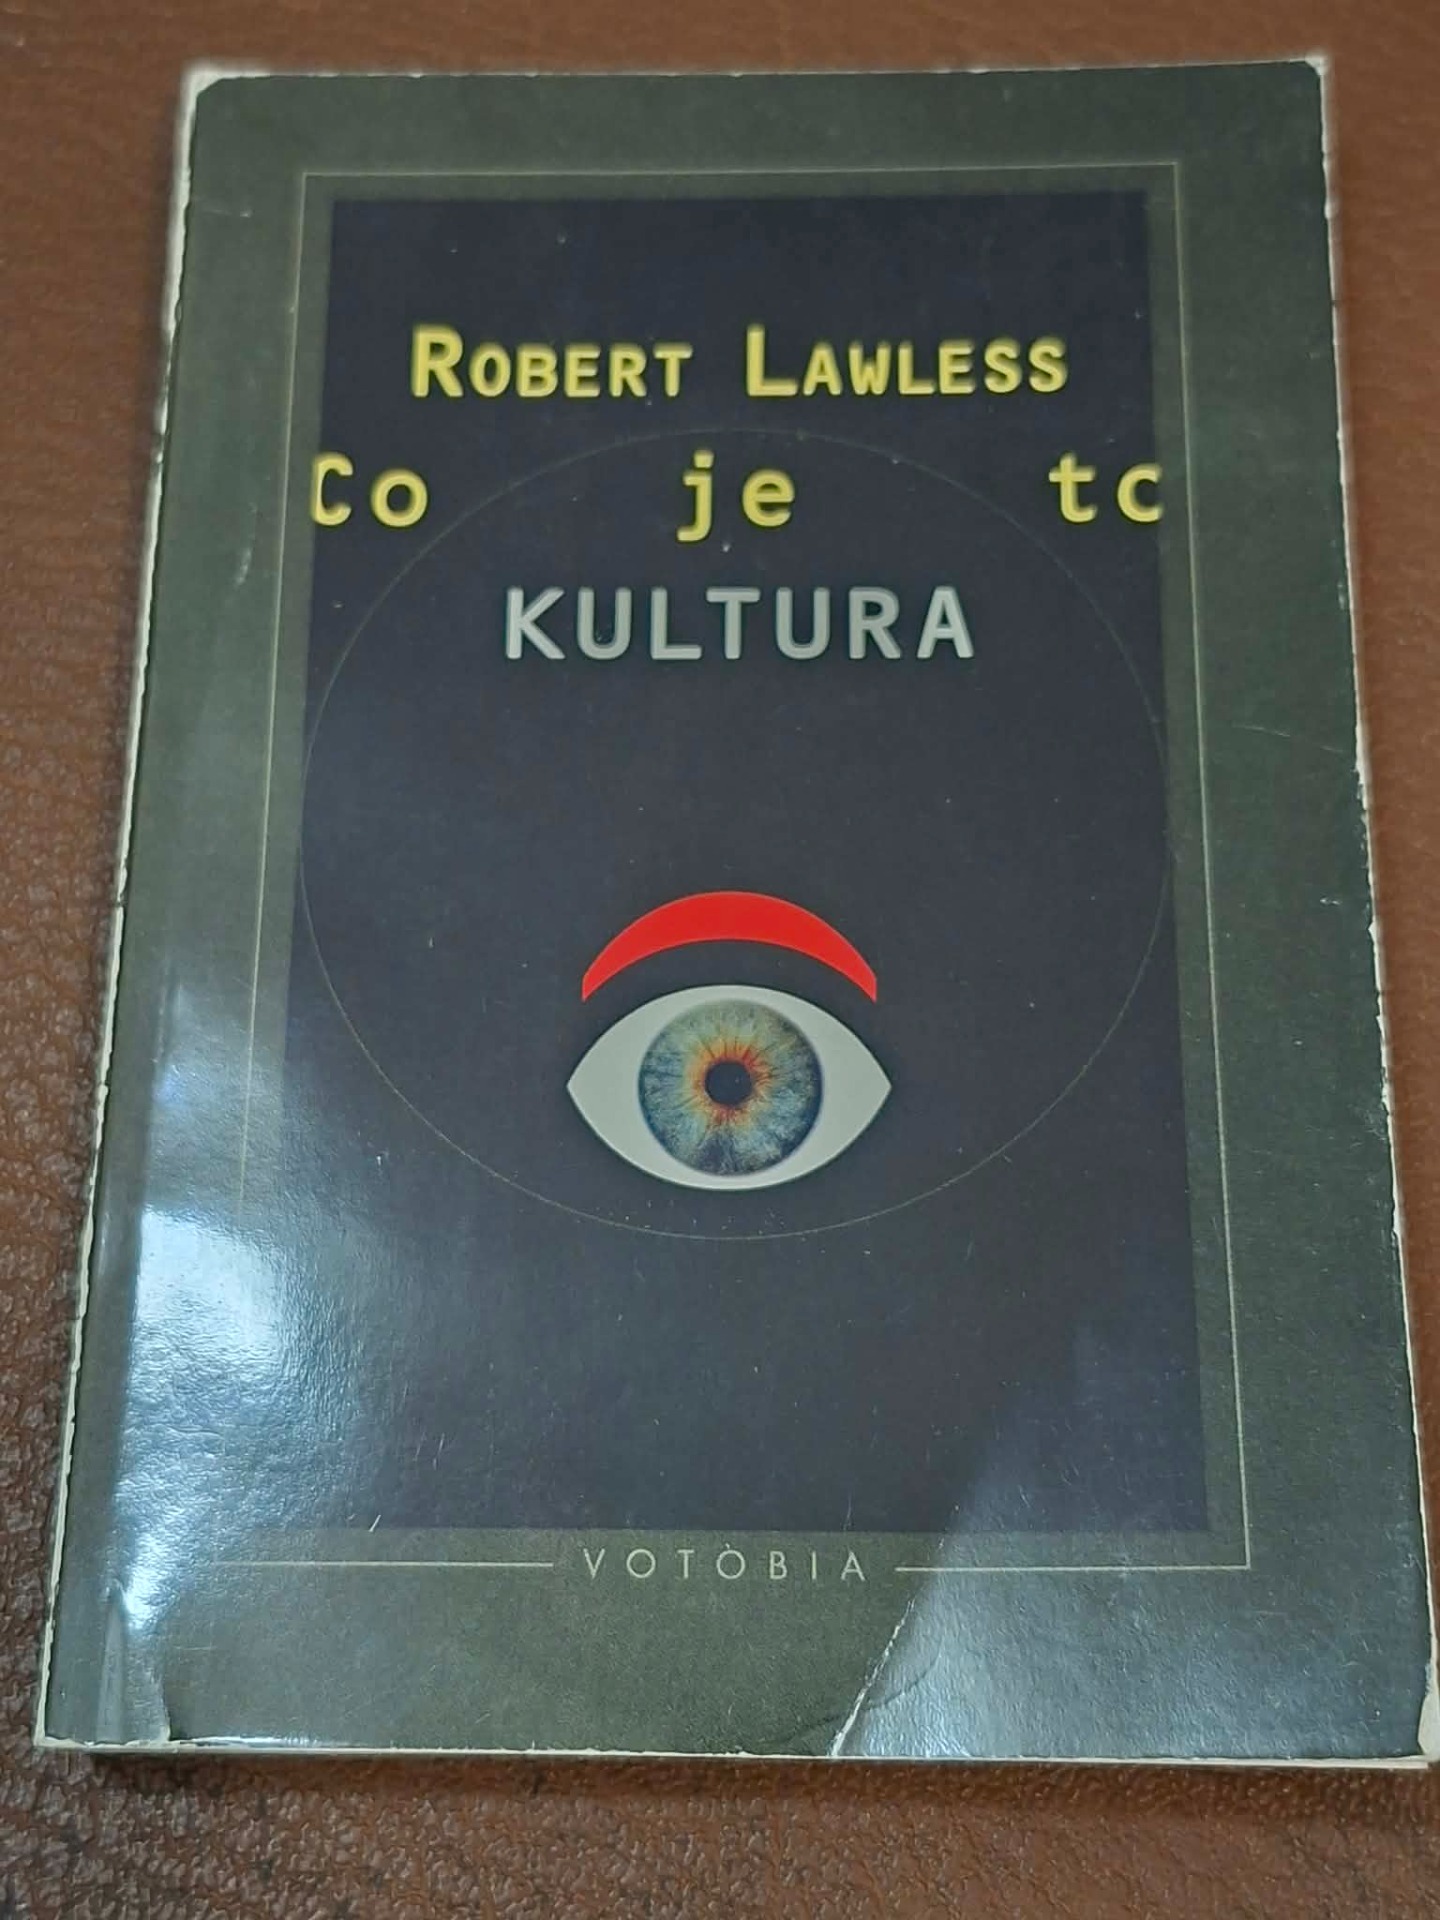 ROBERT LAWLESS
Co je to
KULTURA
VOTOBIA